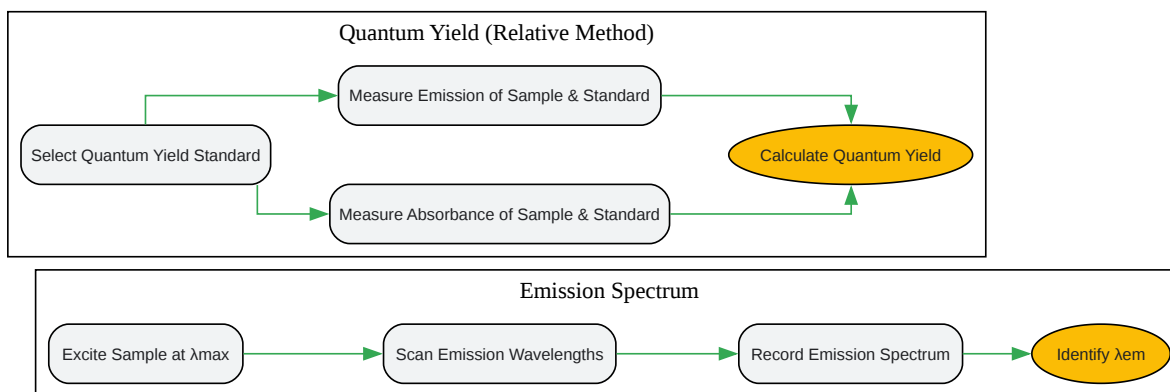 Quantum Yield (Relative Method)
Measure Emission of Sample & Standard
Select Quantum Yield Standard
Calculate Quantum Yield
Measure Absorbance of Sample & Standard
Emission Spectrum
Excite Sample at λmax
Scan Emission Wavelengths
Record Emission Spectrum
Identify λem